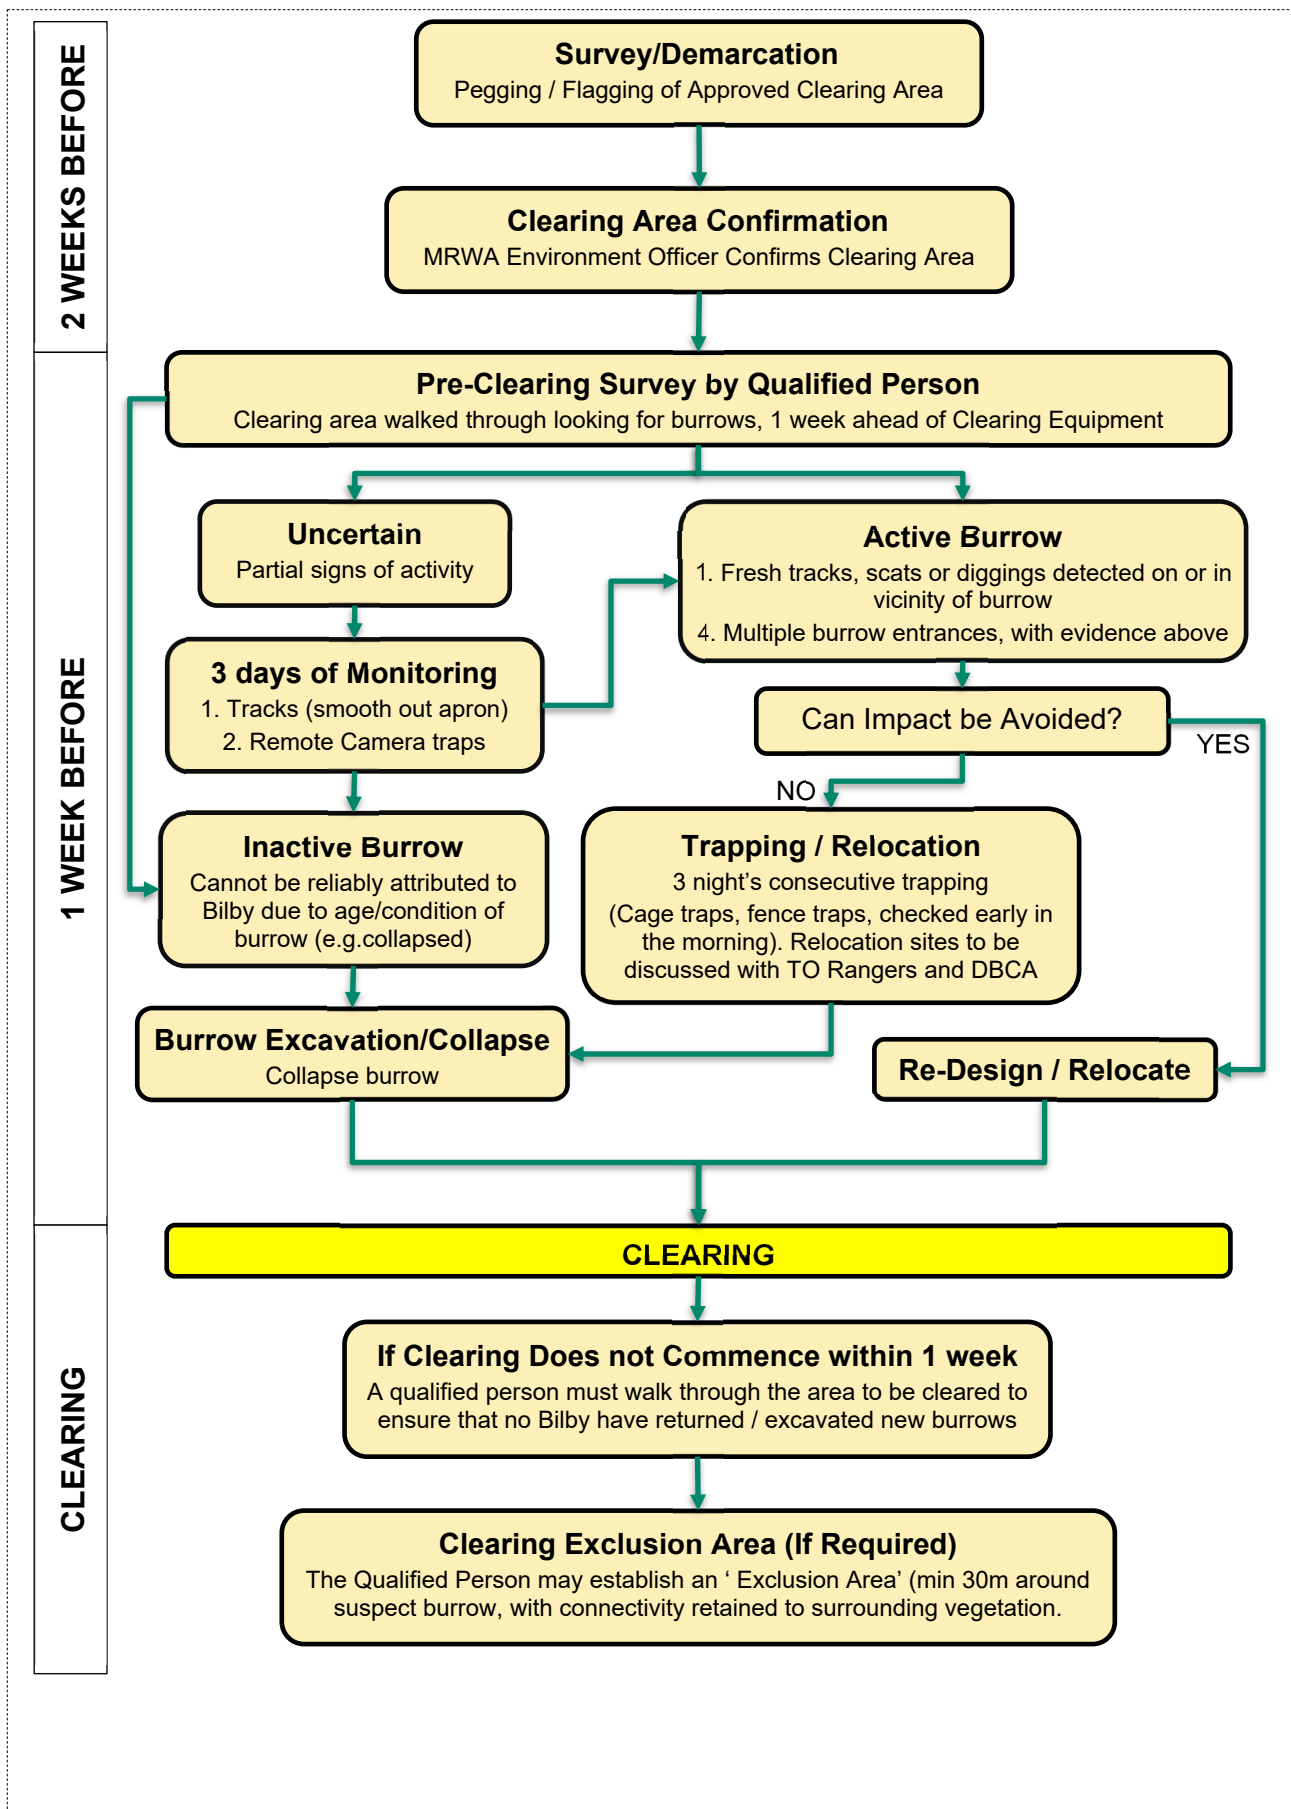 2 WEEKS BEFORE
Survey/Demarcation
Pegging / Flagging of Approved Clearing Area
Clearing Area Confirmation
MRWA Environment Officer Confirms Clearing Area
1 WEEK BEFORE
Pre-Clearing Survey by Qualified Person
Clearing area walked through looking for burrows, 1 week ahead of Clearing Equipment
Uncertain
Partial signs of activity
Active Burrow
1. Fresh tracks, scats or diggings detected on or in
vicinity of burrow
4. Multiple burrow entrances, with evidence above
3 days of Monitoring
1. Tracks (smooth out apron)
2. Remote Camera traps
Can Impact be Avoided?
YES
NO
Inactive Burrow
Cannot be reliably attributed to
Bilby due to age/condition of
burrow (e.g.collapsed)
Trapping / Relocation
3 night's consecutive trapping
(Cage traps, fence traps, checked early in
the morning). Relocation sites to be
discussed with TO Rangers and DBCA
Burrow Excavation/Collapse
Collapse burrow
Re-Design / Relocate
CLEARING
CLEARING
If Clearing Does not Commence within 1 week
A qualified person must walk through the area to be cleared to
ensure that no Bilby have returned / excavated new burrows
Clearing Exclusion Area (If Required)
The Qualified Person may establish an ‘ Exclusion Area’ (min 30m around
suspect burrow, with connectivity retained to surrounding vegetation.